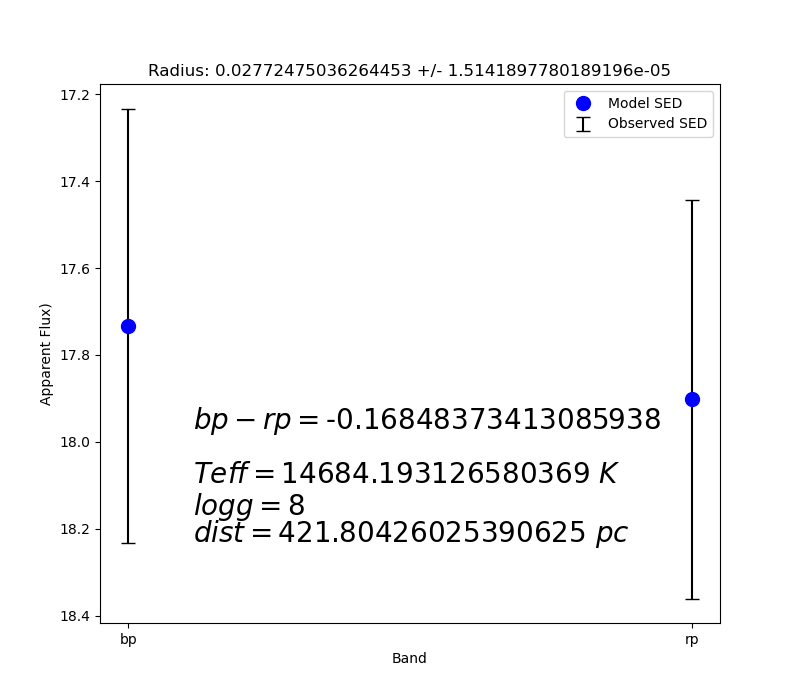 Radius: 0.02772475036264453 +/- 1.5141897780189196e-05
Model SED
Observed SED
17.2
17.4
17.6
17.8
18.0
18.2
18.4
Apparent Flux)
bp − rp = -0.16848373413085938
Teff = 14684.193126580369 K
logg = 8
dist = 421.80426025390625 pc
bp
rp
Band